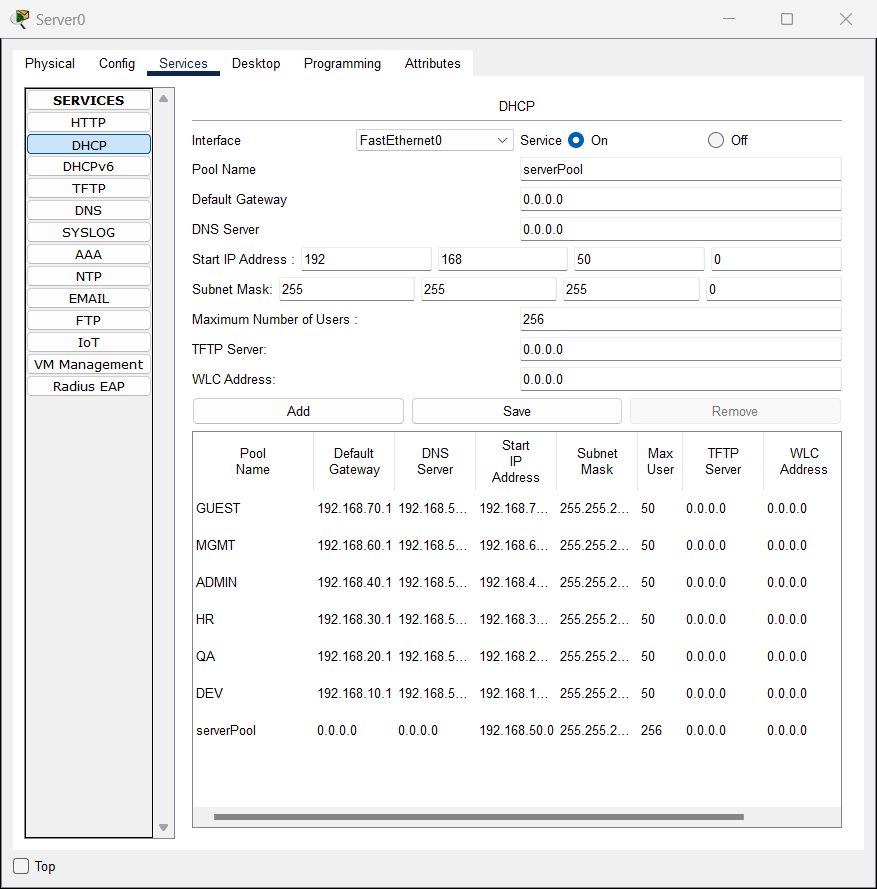 Server0
Physical Config Services Desktop Programming Attributes
SERVICES
HTTP
DHCP
DHCPv6
TFTP
DNS
SYSLOG
AAA
NTP
EMAIL
FTP
IoT
VM Management
Radius EAP
DHCP
Interface FastEthernet0 Service On Off
Pool Name serverPool
Default Gateway 0.0.0.0
DNS Server 0.0.0.0
Start IP Address : 192 168 50 0
Subnet Mask: 255 255 255 0
Maximum Number of Users : 256
TFTP Server: 0.0.0.0
WLC Address: 0.0.0.0
Add Save Remove
Pool Name Default Gateway DNS Server Start IP Address Subnet Mask Max User TFTP Server WLC Address
GUEST 192.168.70.1 192.168.5... 192.168.7... 255.255.2... 50 0.0.0.0 0.0.0.0
MGMT 192.168.60.1 192.168.5... 192.168.6... 255.255.2... 50 0.0.0.0 0.0.0.0
ADMIN 192.168.40.1 192.168.5... 192.168.4... 255.255.2... 50 0.0.0.0 0.0.0.0
HR 192.168.30.1 192.168.5... 192.168.3... 255.255.2... 50 0.0.0.0 0.0.0.0
QA 192.168.20.1 192.168.5... 192.168.2... 255.255.2... 50 0.0.0.0 0.0.0.0
DEV 192.168.10.1 192.168.5... 192.168.1... 255.255.2... 50 0.0.0.0 0.0.0.0
serverPool 0.0.0.0 0.0.0.0 192.168.50.0 255.255.2... 256 0.0.0.0 0.0.0.0
Top